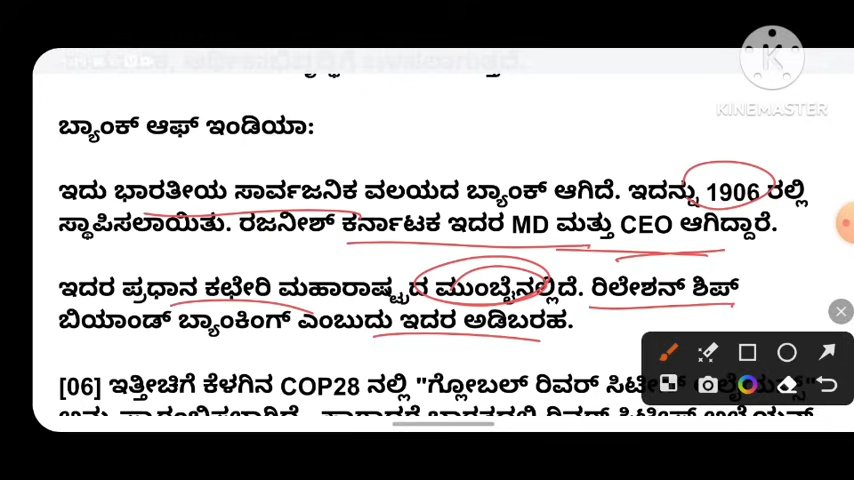 KINEMASTER
ಬ್ಯಾಂಕ್ ಆಫ್ ಇಂಡಿಯಾ:
ಇದು ಭಾರತೀಯ ಸಾರ್ವಜನಿಕ ವಲಯದ ಬ್ಯಾಂಕ್ ಆಗಿದೆ. ಇದನ್ನು 1906 ರಲ್ಲಿ
ಸ್ಥಾಪಿಸಲಾಯಿತು. ರಜನೀಶ್ ಕರ್ನಾಟಕ ಇದರ MD ಮತ್ತು CEO ಆಗಿದ್ದಾರೆ.
ಇದರ ಪ್ರಧಾನ ಕಛೇರಿ ಮಹಾರಾಷ್ಟ್ರದ ಮುಂಬೈನಲ್ಲಿದೆ. ರಿಲೇಶನ್ ಶಿಪ್
ಬಿಯಾಂಡ್ ಬ್ಯಾಂಕಿಂಗ್ ಎಂಬುದು ಇದರ ಅಡಿಬರಹ.
[06] ಇತ್ತೀಚಿಗೆ ಕೆಳಗಿನ COP28 ನಲ್ಲಿ "ಗ್ಲೋಬಲ್ ರಿವರ್